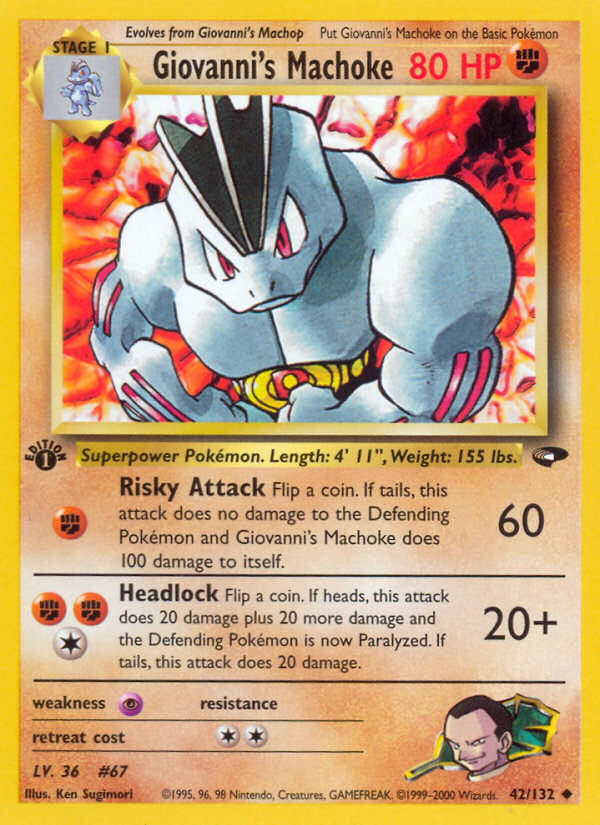 Evolves from Giovanni's Machop Put Giovanni's Machoke on the Basic Pokémon
STAGE 1
Giovanni's Machoke 80 HP
EDITION
1
Superpower Pokémon. Length: 4' 11", Weight: 155 lbs.
Risky Attack Flip a coin. If tails, this
attack does no damage to the Defending
Pokémon and Giovanni's Machoke does
100 damage to itself.
60
Headlock Flip a coin. If heads, this attack
does 20 damage plus 20 more damage and
the Defending Pokémon is now Paralyzed. If
tails, this attack does 20 damage.
20+
weakness resistance
retreat cost
LV. 36 #67
Illus. Ken Sugimori ©1995, 96, 98 Nintendo, Creatures, GAMEFREAK. ©1999–2000 Wizards. 42/132